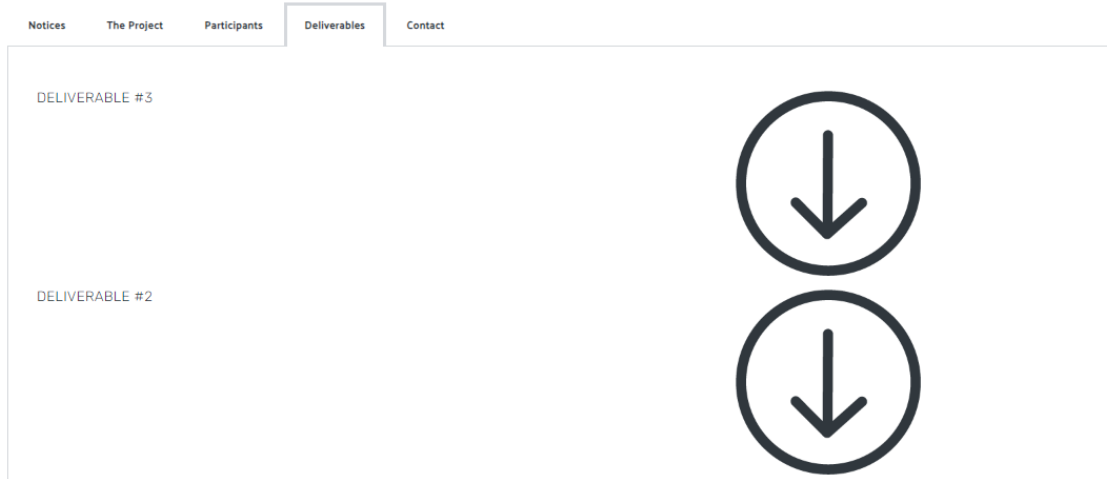 Notices The Project Participants Deliverables Contact
DELIVERABLE #3
DELIVERABLE #2